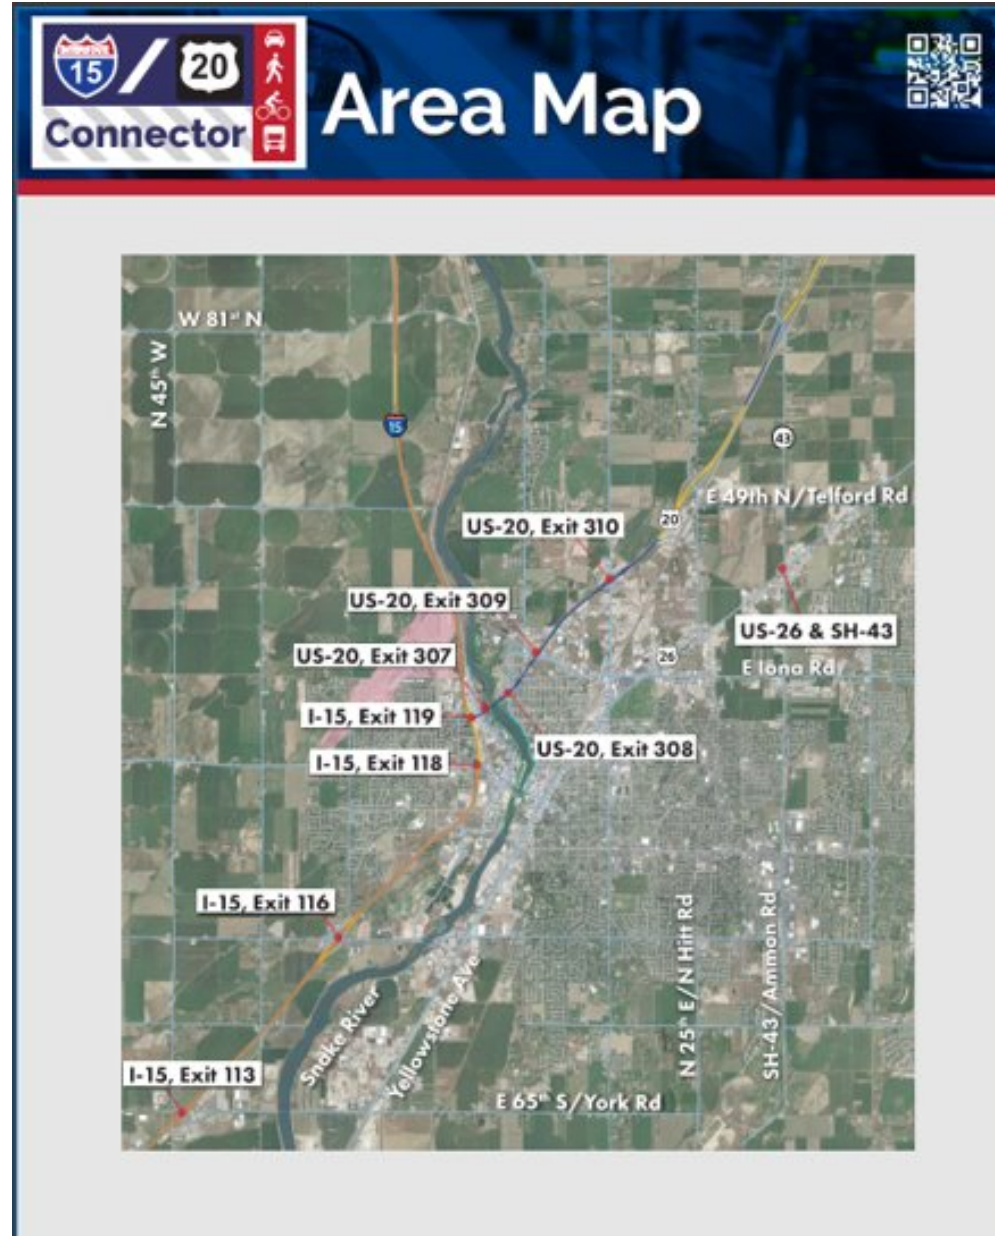 INTERSTATE
15 / 20
Connector
Area Map
W 81st N
N 45th W
15
43
E 49th N/Telford Rd
20
US-20, Exit 310
US-20, Exit 309
US-26 & SH-43
US-20, Exit 307
26
E Iona Rd
I-15, Exit 119
US-20, Exit 308
I-15, Exit 118
I-15, Exit 116
N 25th E/N Hitt Rd
SH-43/Ammon Rd
Snake River
Yellowstone Ave
I-15, Exit 113
E 65th S/York Rd